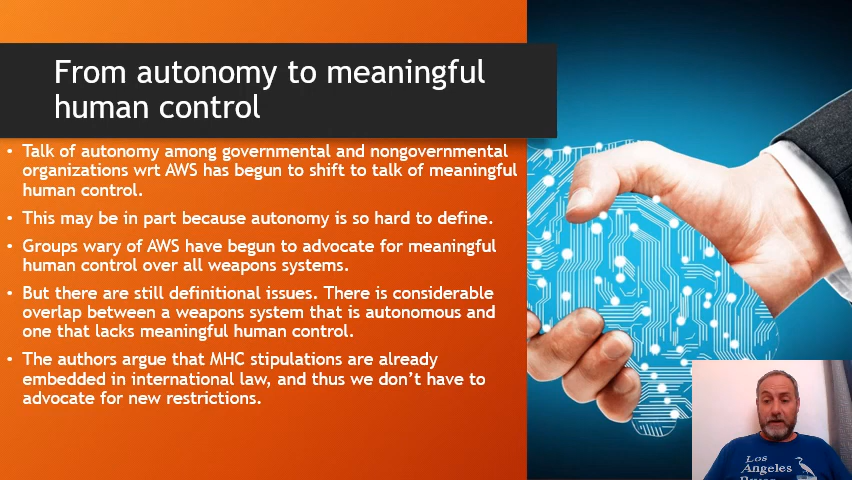 From autonomy to meaningful
human control
• Talk of autonomy among governmental and nongovernmental
organizations wrt AWS has begun to shift to talk of meaningful
human control.
• This may be in part because autonomy is so hard to define.
• Groups wary of AWS have begun to advocate for meaningful
human control over all weapons systems.
• But there are still definitional issues. There is considerable
overlap between a weapons system that is autonomous and
one that lacks meaningful human control.
• The authors argue that MHC stipulations are already
embedded in international law, and thus we don't have to
advocate for new restrictions.
Los
Angeles